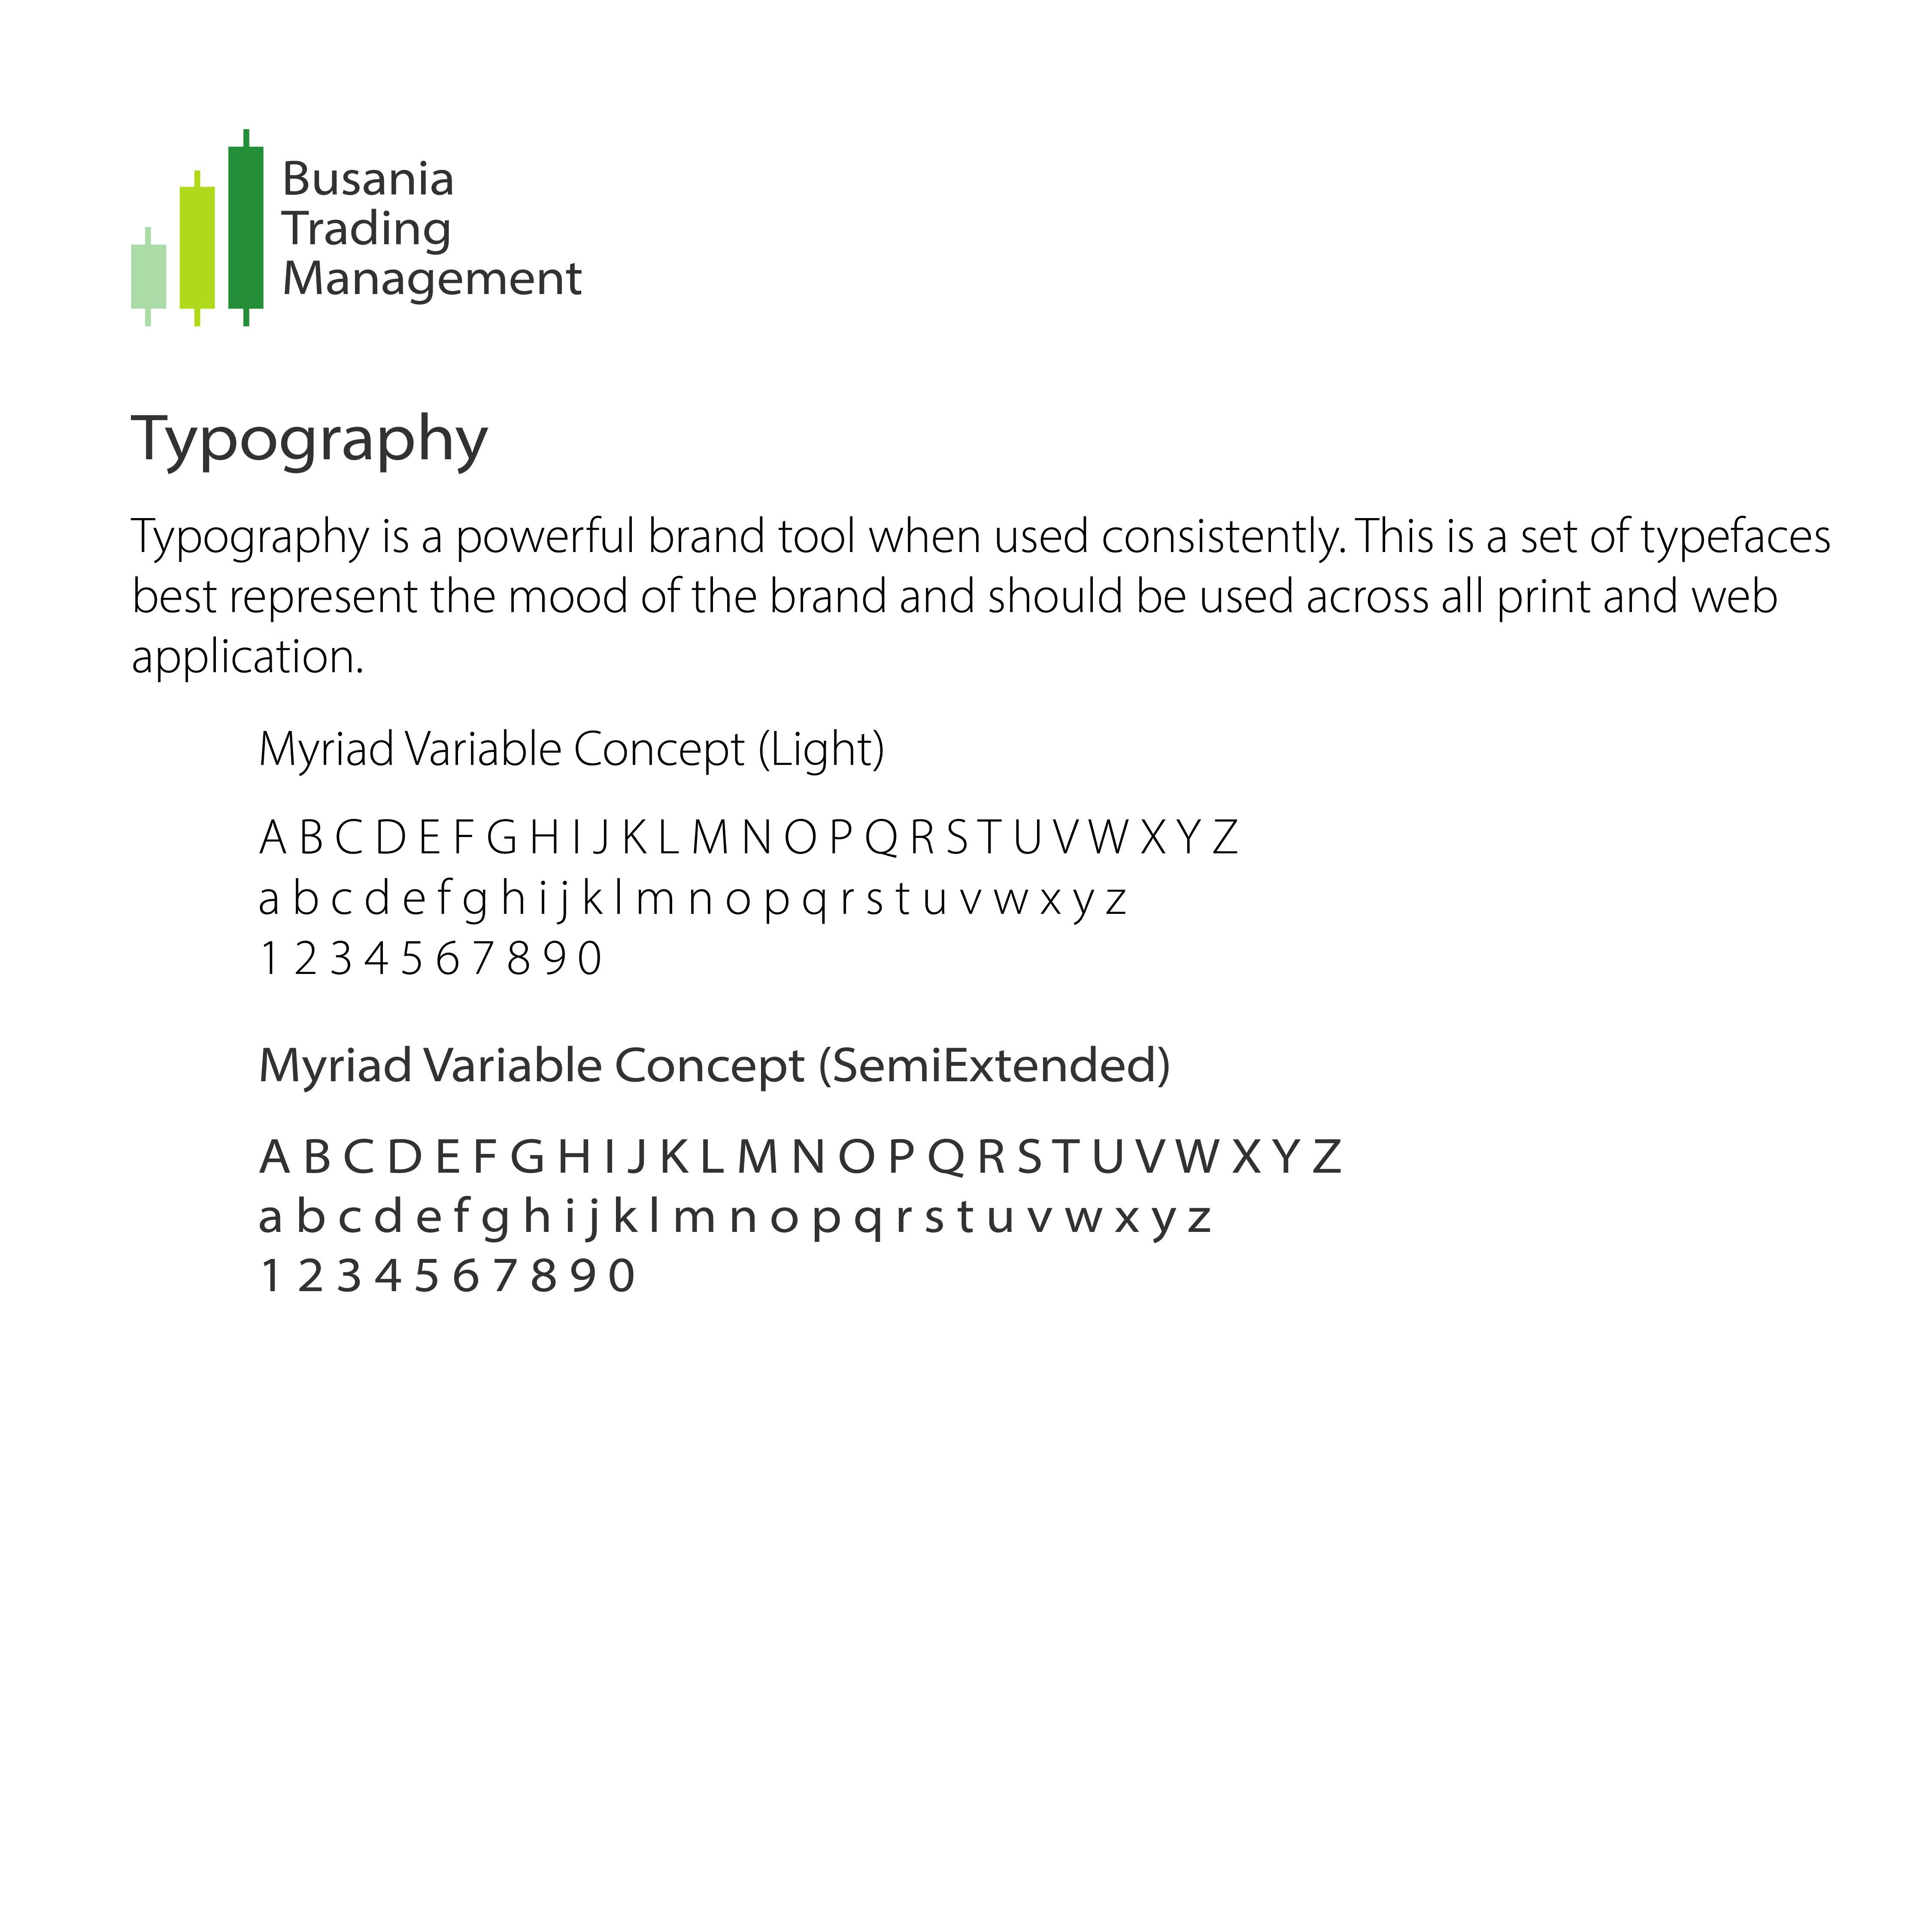 Busania
Trading
Management
Typography
Typography is a powerful brand tool when used consistently. This is a set of typefaces
best represent the mood of the brand and should be used across all print and web
application.
Myriad Variable Concept (Light)
A B C D E F G H I J K L M N O P Q R S T U V W X Y Z
a b c d e f g h i j k l m n o p q r s t u v w x y z
1 2 3 4 5 6 7 8 9 0
Myriad Variable Concept (SemiExtended)
A B C D E F G H I J K L M N O P Q R S T U V W X Y Z
a b c d e f g h i j k l m n o p q r s t u v w x y z
1 2 3 4 5 6 7 8 9 0